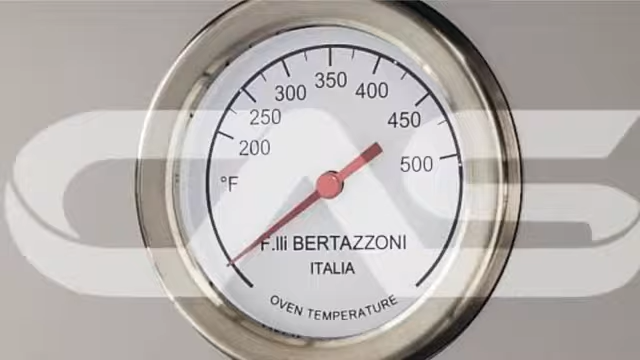 350
300 400
250 450
200 500
°F
F.lli BERTAZZONI
ITALIA
OVEN TEMPERATURE